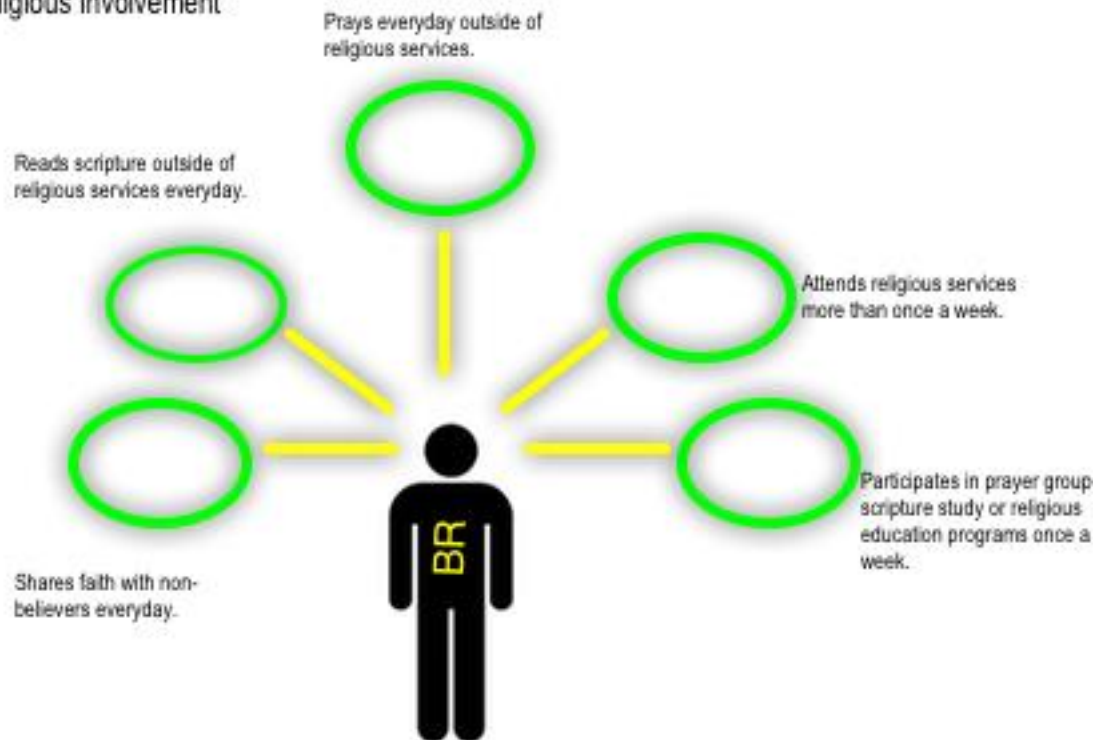 Involvement
Prays everyday outside of
religious services.
Reads scripture outside of
religious services everyday.
Attends religious services
more than once a week.
Participates in prayer group
scripture study or religious
education programs once a
week.
Shares faith with non-
believers everyday.
BR